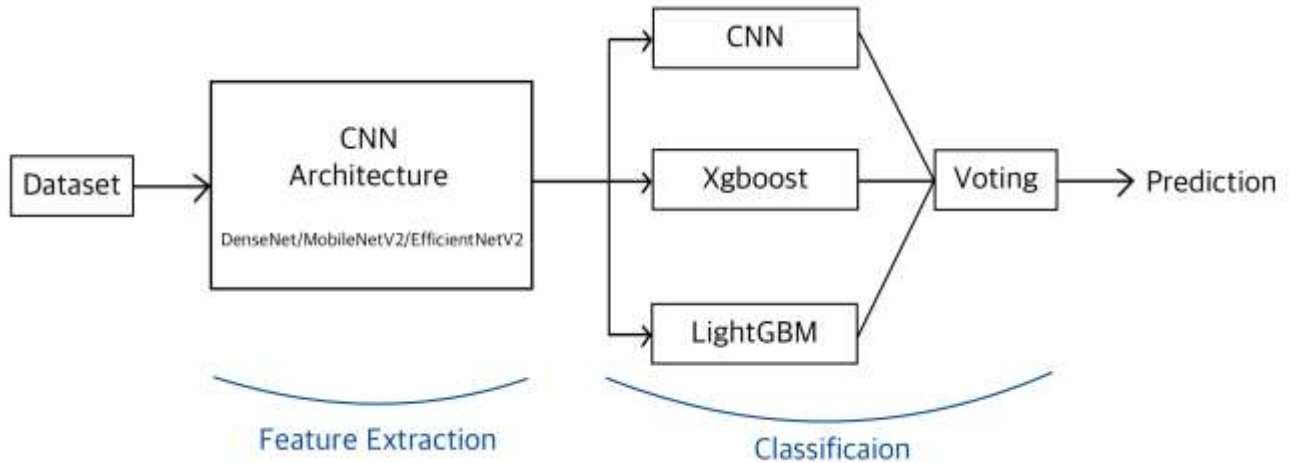 Dataset
CNN
Architecture
DenseNet/MobileNetV2/EfficientNetV2
CNN
Xgboost
LightGBM
Voting
Prediction
Feature Extraction
Classificaion